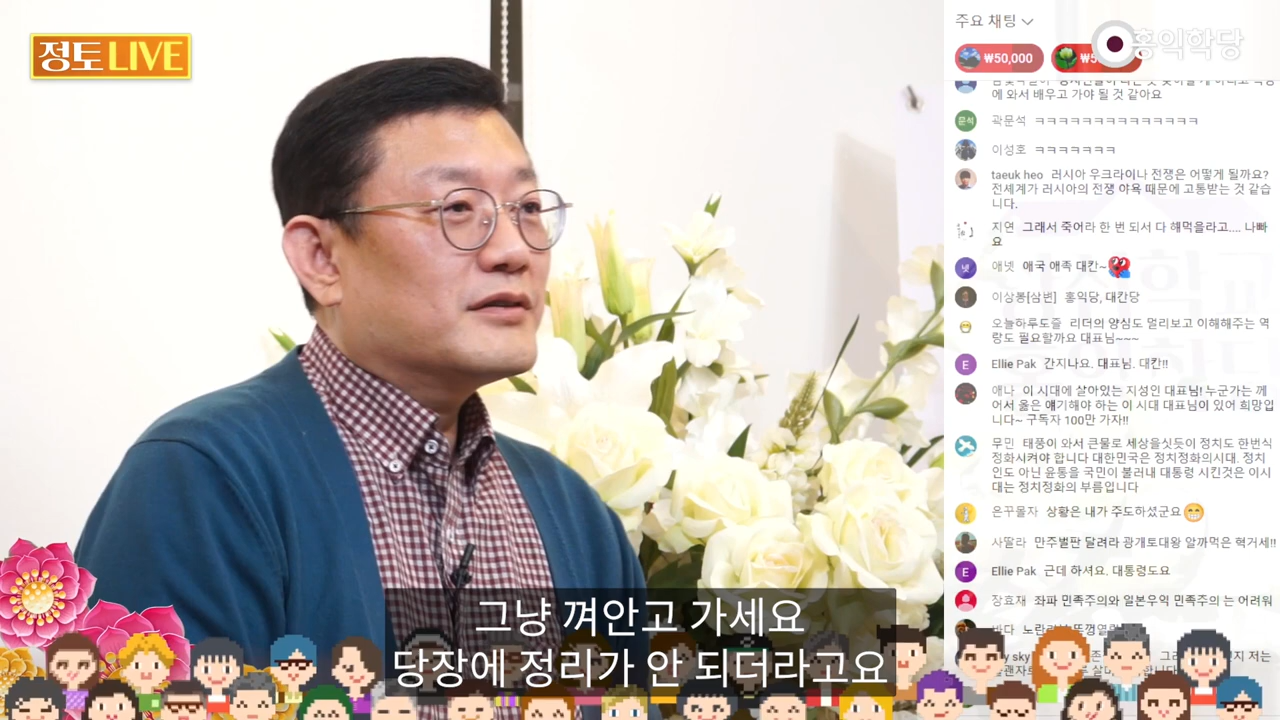 정토 LIVE
주요 채팅
홍익학당
₩50,000
에 와서 배우고 가야 될 것 같아요
문석
곽문석 ㅋㅋㅋㅋㅋㅋㅋㅋㅋㅋㅋㅋㅋㅋ
이성호 ㅋㅋㅋㅋㅋㅋㅋ
taeuk heo 러시아 우크라이나 전쟁은 어떻게 될까요?
전세계가 러시아의 전쟁 야욕 때문에 고통받는 것 같습
니다.
지연 그래서 죽어라 한 번 되서 다 해먹을라고.... 나빠
요
넷
애넷 애국 애족 대칸~
이상봉[삼변] 홍익당, 대칸당
오늘하루도즐 리더의 양심도 멀리보고 이해해주는 역
량도 필요할까요 대표님~~~
E
Ellie Pak 간지나요. 대표님. 대칸!!
애나 이 시대에 살아있는 지성인 대표님! 누군가는 께
어서 옳은 얘기해야 하는 이 시대 대표님이 있어 희망입
니다~ 구독자 100만 가자!!
무민 태풍이 와서 큰물로 세상을싯듯이 정치도 한번식
정화시켜야 합니다 대한민국은 정치정화의시대. 정치
인도 아닌 윤통을 국민이 불러내 대통령 시킨것은 이시
대는 정치정화의 부름입니다
은꾸몰자 상황은 내가 주도하셨군요
사딸라 만주벌판 달려라 광개토대왕 알까먹은 혁거세!!
E
Ellie Pak 근데 하셔요. 대통령도요
장효재 좌파 민족주의와 일본우익 민족주의 는 어려워
그냥 껴안고 가세요
당장에 정리가 안 되더라고요